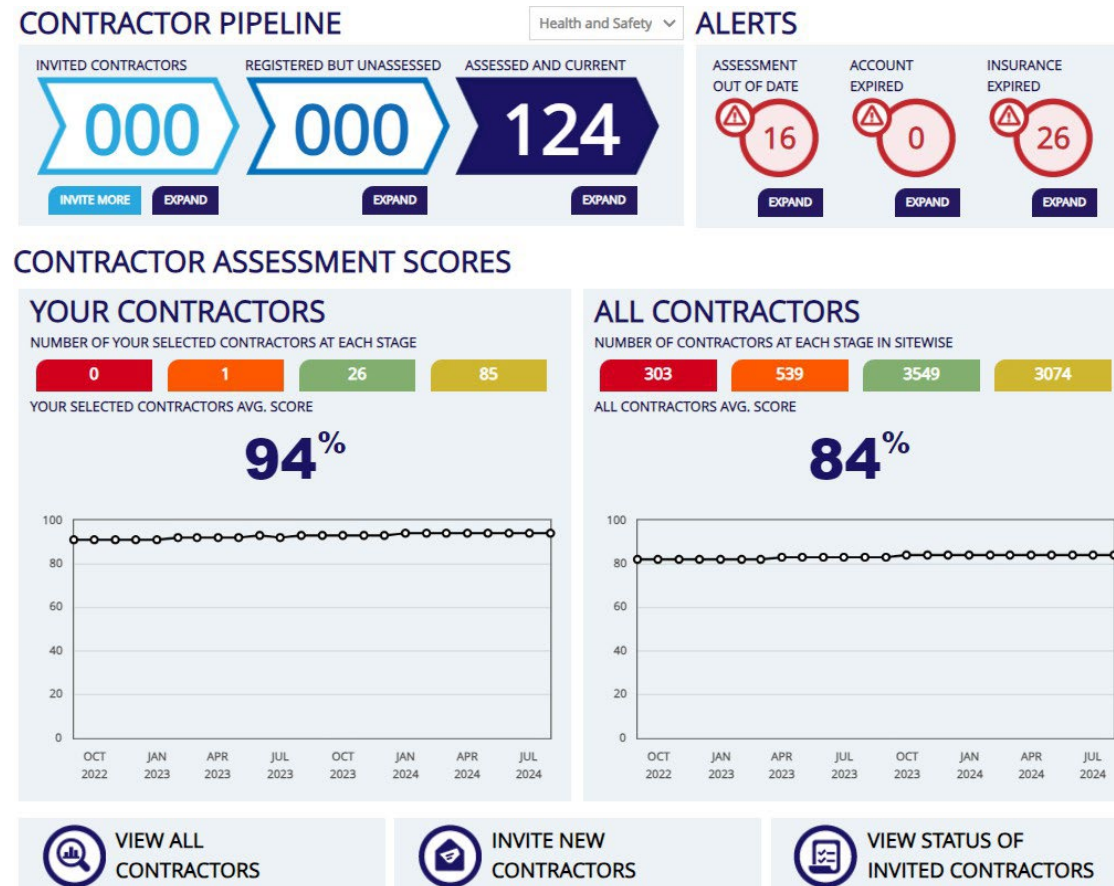 CONTRACTOR PIPELINE
Health and Safety
ALERTS
INVITED CONTRACTORS
REGISTERED BUT UNASSESSED
ASSESSED AND CURRENT
000
000
124
INVITE MORE
EXPAND
EXPAND
EXPAND
ASSESSMENT
OUT OF DATE
ACCOUNT
EXPIRED
INSURANCE
EXPIRED
16
0
26
EXPAND
EXPAND
EXPAND
CONTRACTOR ASSESSMENT SCORES
YOUR CONTRACTORS
NUMBER OF YOUR SELECTED CONTRACTORS AT EACH STAGE
0
1
26
85
YOUR SELECTED CONTRACTORS AVG. SCORE
94%
100
80
60
40
20
0
OCT
2022
JAN
2023
APR
2023
JUL
2023
OCT
2023
JAN
2024
APR
2024
JUL
2024
ALL CONTRACTORS
NUMBER OF CONTRACTORS AT EACH STAGE IN SITEWISE
303
539
3549
3074
ALL CONTRACTORS AVG. SCORE
84%
100
80
60
40
20
0
OCT
2022
JAN
2023
APR
2023
JUL
2023
OCT
2023
JAN
2024
APR
2024
JUL
2024
VIEW ALL
CONTRACTORS
INVITE NEW
CONTRACTORS
VIEW STATUS OF
INVITED CONTRACTORS